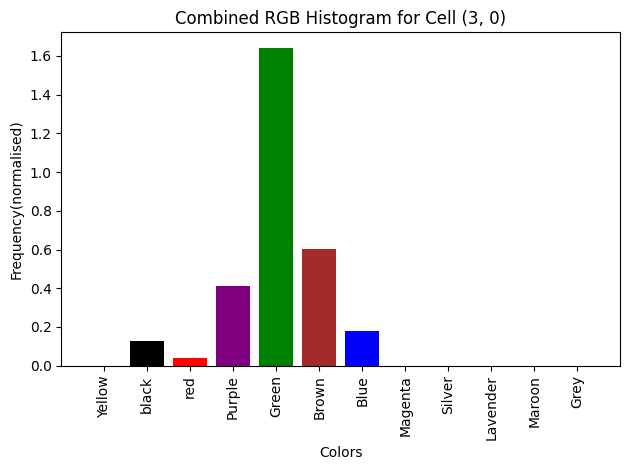 Combined RGB Histogram for Cell (3, 0)
Frequency(normalised)
1.6
1.4
1.2
1.0
0.8
0.6
0.4
0.2
0.0
Yellow
black
red
Purple
Green
Brown
Blue
Magenta
Silver
Lavender
Maroon
Grey
Colors